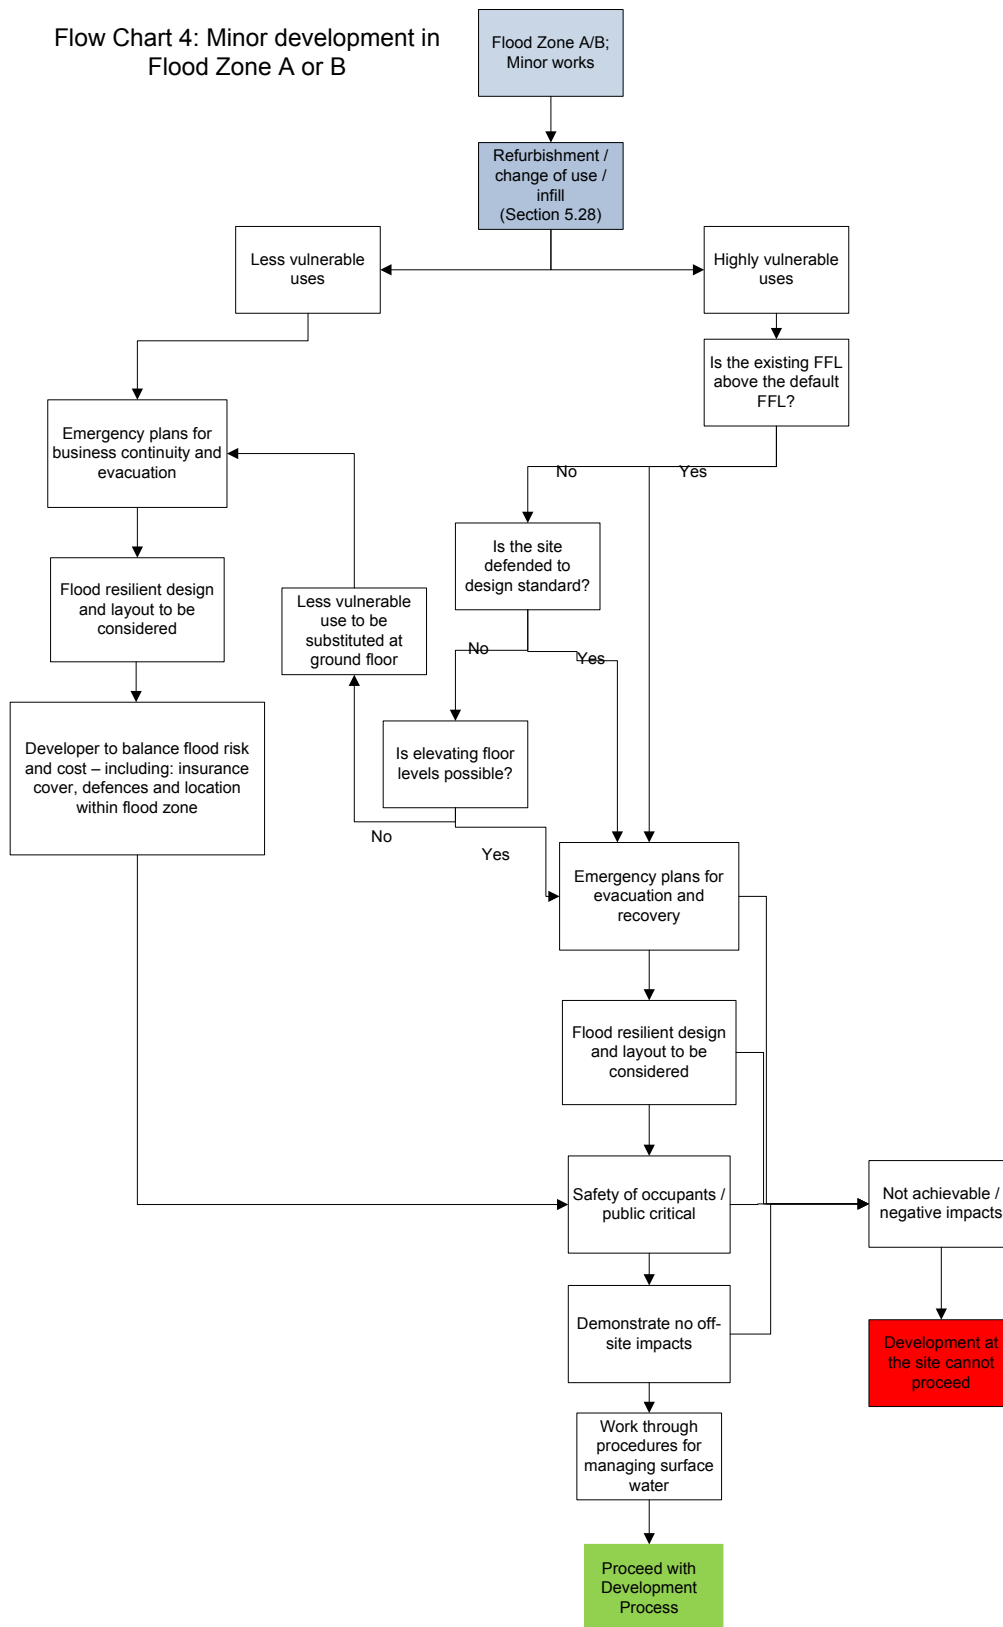 Flow Chart 4: Minor development in
Flood Zone A or B
Flood Zone A/B;
Minor works
Refurbishment /
change of use /
infill
(Section 5.28)
Less vulnerable
uses
Highly vulnerable
uses
Is the existing FFL
above the default
FFL?
Emergency plans for
business continuity and
evacuation
No
Yes
Is the site
defended to
design standard?
Flood resilient design
and layout to be
considered
Less vulnerable
use to be
substituted at
ground floor
No
Yes
Developer to balance flood risk
and cost – including: insurance
cover, defences and location
within flood zone
Is elevating floor
levels possible?
No
Yes
Emergency plans for
evacuation and
recovery
Flood resilient design
and layout to be
considered
Safety of occupants /
public critical
Not achievable /
negative impacts
Demonstrate no off-
site impacts
Development at
the site cannot
proceed
Work through
procedures for
managing surface
water
Proceed with
Development
Process